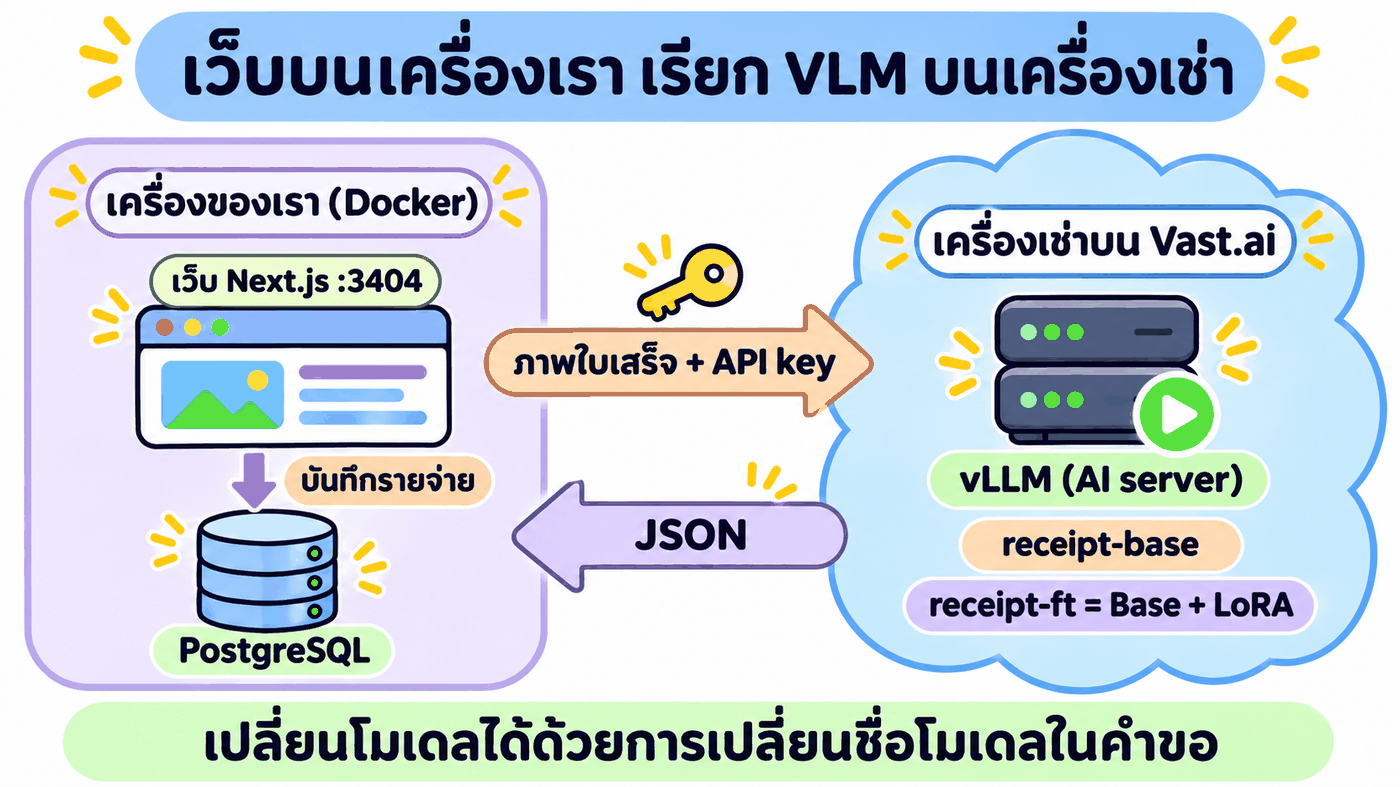 เว็บบนเครื่องเรา เรียก VLM บนเครื่องเช่า
เครื่องของเรา (Docker)
เว็บ Next.js :3404
บันทึกรายจ่าย
PostgreSQL
ภาพใบเสร็จ + API key
JSON
เครื่องเช่าบน Vast.ai
vLLM (AI server)
receipt-base
receipt-ft = Base + LoRA
เปลี่ยนโมเดลได้ด้วยการเปลี่ยนชื่อโมเดลในคำขอ